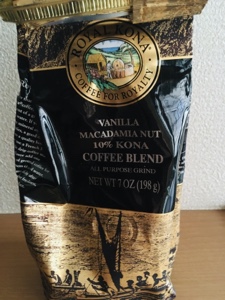 ROYAL KONA
COFFEE FOR ROYALTY
VANILLA
MACADAMIA NUT
10% KONA
COFFEE BLEND
ALL PURPOSE GRIND
NET WT 7 OZ (198 g)